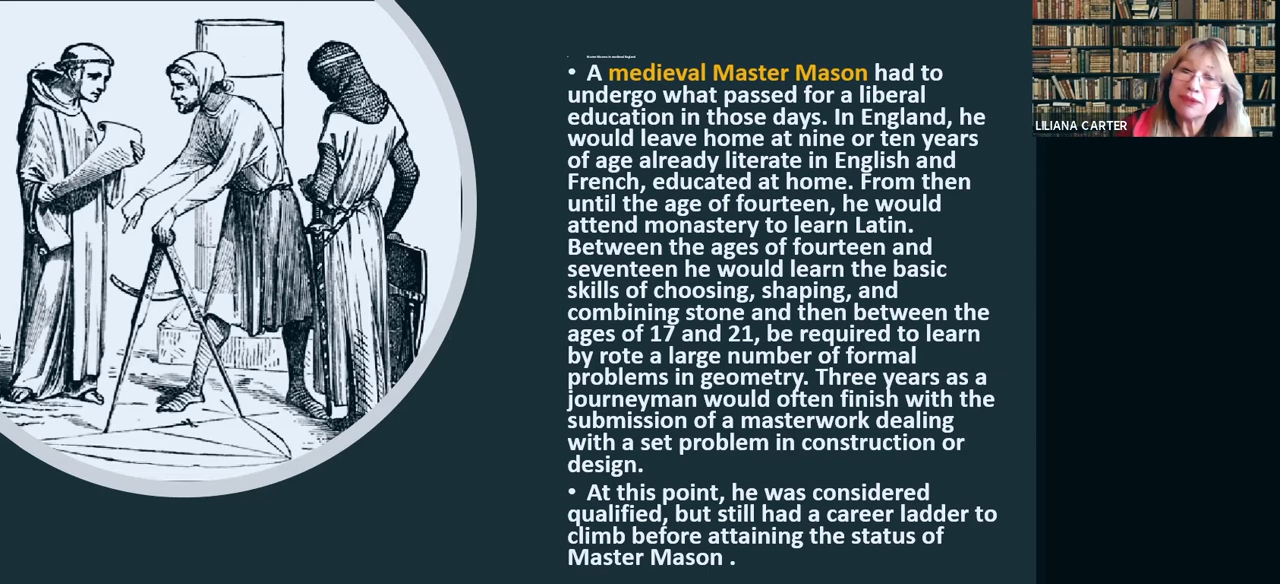 • A medieval Master Mason had to
undergo what passed for a liberal
education in those days. In England, he
would leave home at nine or ten years
of age already literate in English and
French, educated at home. From then
until the age of fourteen, he would
attend monastery to learn Latin.
Between the ages of fourteen and
seventeen he would learn the basic
skills of choosing, shaping, and
combining stone and then between the
ages of 17 and 21, be required to learn
by rote a large number of formal
problems in geometry. Three years as a
journeyman would often finish with the
submission of a masterwork dealing
with a set problem in construction or
design.
• At this point, he was considered
qualified, but still had a career ladder to
climb before attaining the status of
Master Mason .
LILIANA CARTER